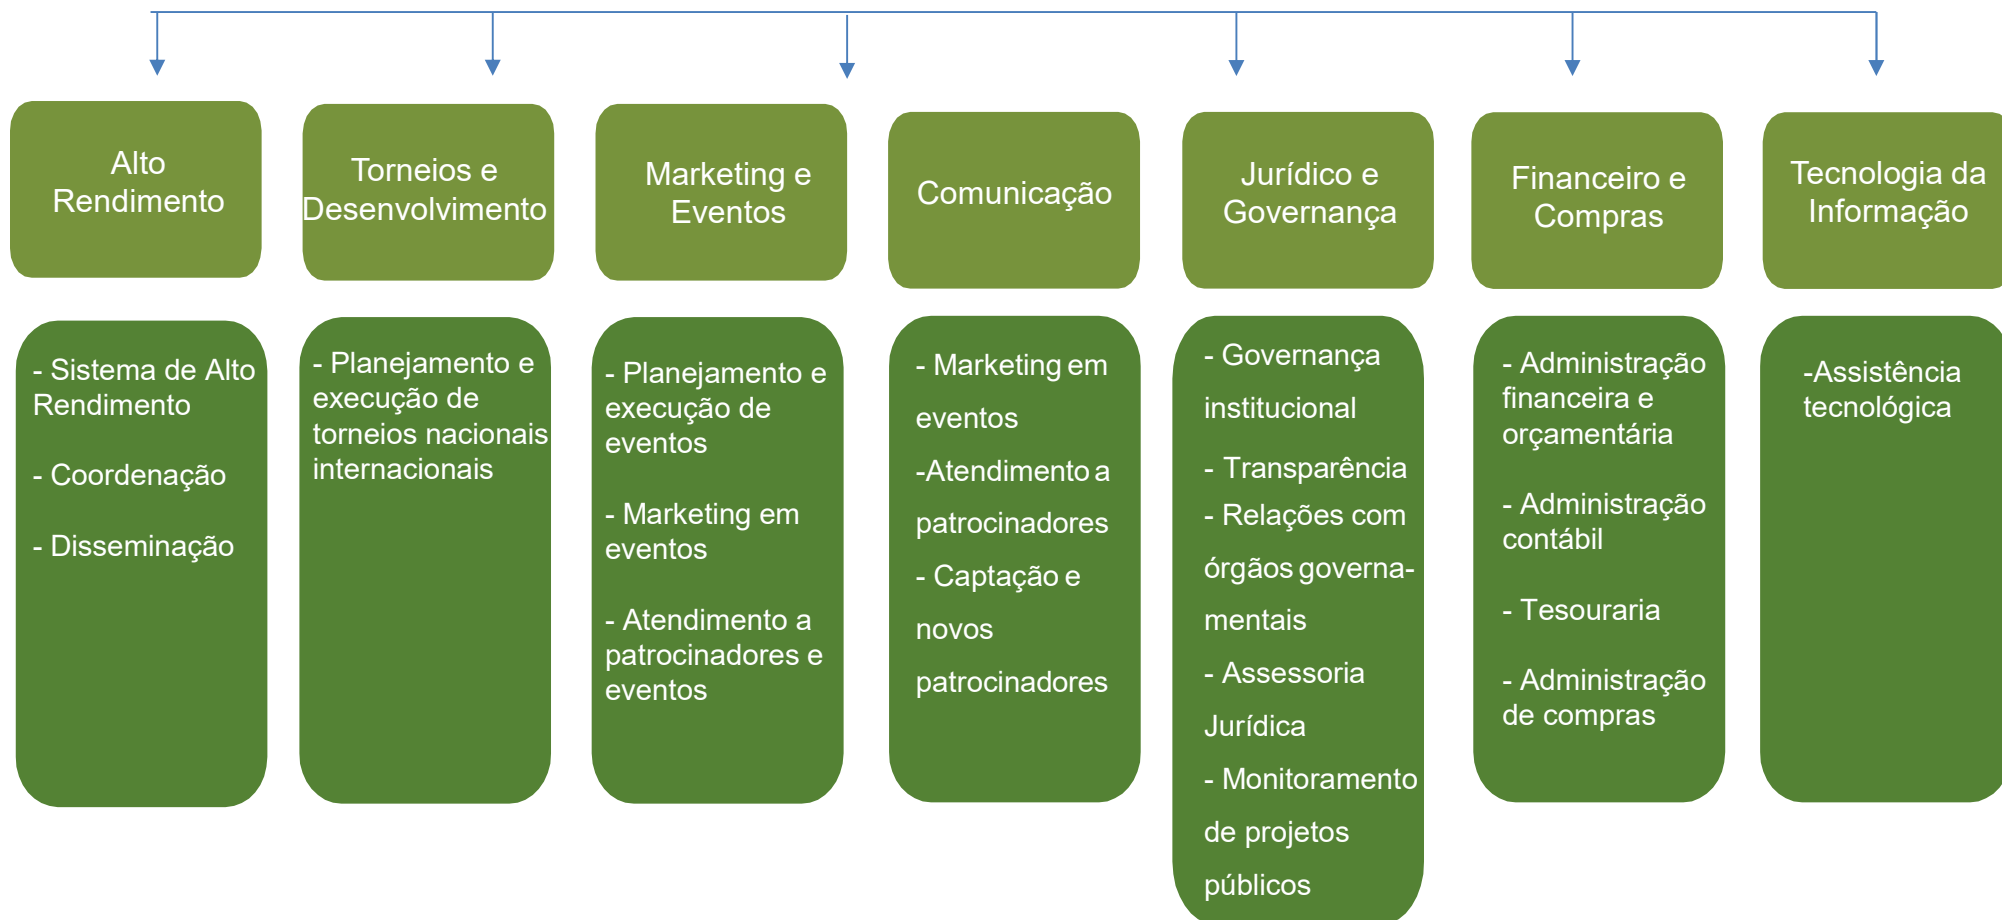 Alto
Rendimento
Torneios e
Desenvolvimento
Marketing e
Eventos
Comunicação
Jurídico e
Governança
Financeiro e
Compras
Tecnologia da
Informação
- Sistema de Alto
Rendimento
- Coordenação
- Disseminação
- Planejamento e
execução de
torneios nacionais
internacionais
- Planejamento e
execução de
eventos
- Marketing em
eventos
- Atendimento a
patrocinadores e
eventos
- Marketing em
eventos
-Atendimento a
patrocinadores
- Captação e
novos
patrocinadores
- Governança
institucional
- Transparência
- Relações com
órgãos governa-
mentais
- Assessoria
Jurídica
- Monitoramento
de projetos
públicos
- Administração
financeira e
orçamentária
- Administração
contábil
- Tesouraria
- Administração
de compras
-Assistência
tecnológica